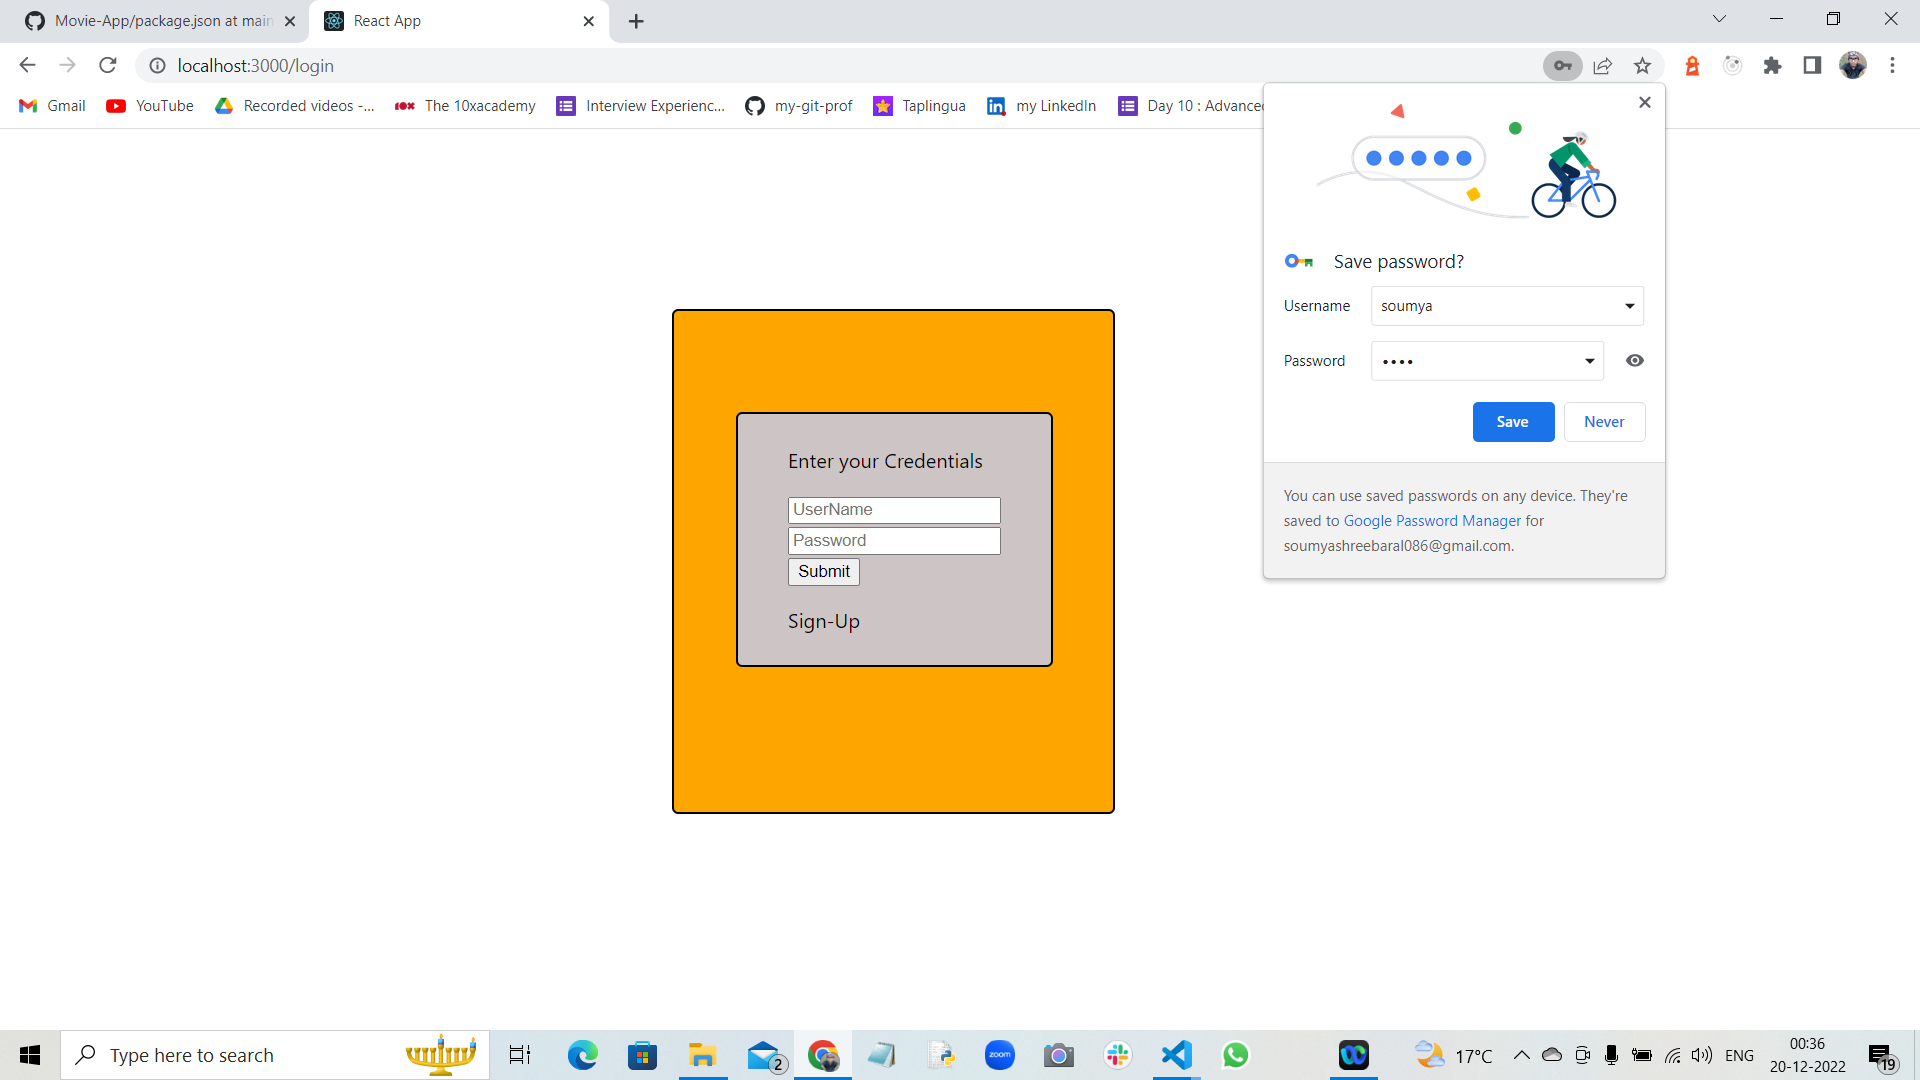 Movie-App/package.json at main
React App
localhost:3000/login
Gmail
YouTube
Recorded videos -...
The 10xacademy
Interview Experienc...
my-git-prof
Taplingua
my LinkedIn
Day 10 : Advanced
Save password?
Username soumya
Password ••••
Save Never
You can use saved passwords on any device. They're
saved to Google Password Manager for
soumyashreebaral086@gmail.com.
Enter your Credentials
UserName
Password
Submit
Sign-Up
Type here to search
2
zoom
17°C
ENG
00:36
20-12-2022
19